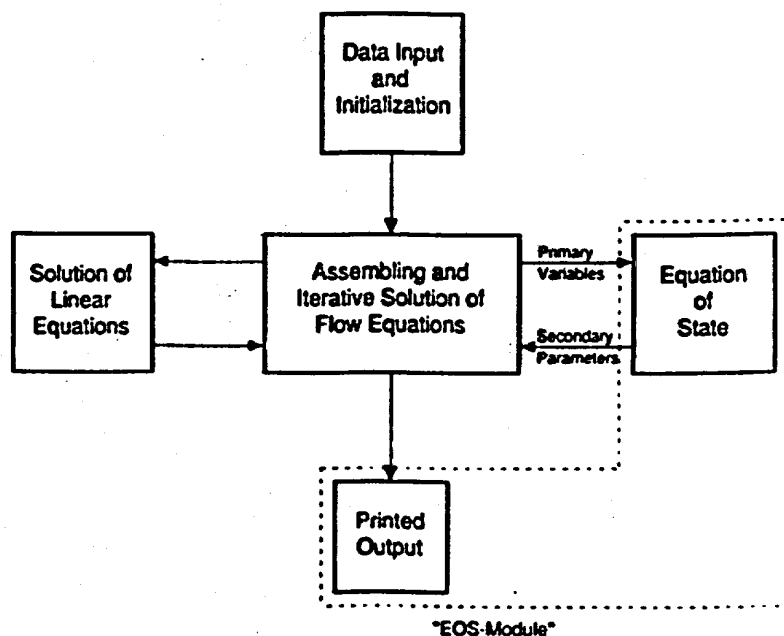 Data Input
and
Initialization
Solution of
Linear
Equations
Assembling and
Iterative Solution of
Flow Equations
Primary
Variables
Secondary
Parameters
Equation
of
State
Printed
Output
"EOS-Module"